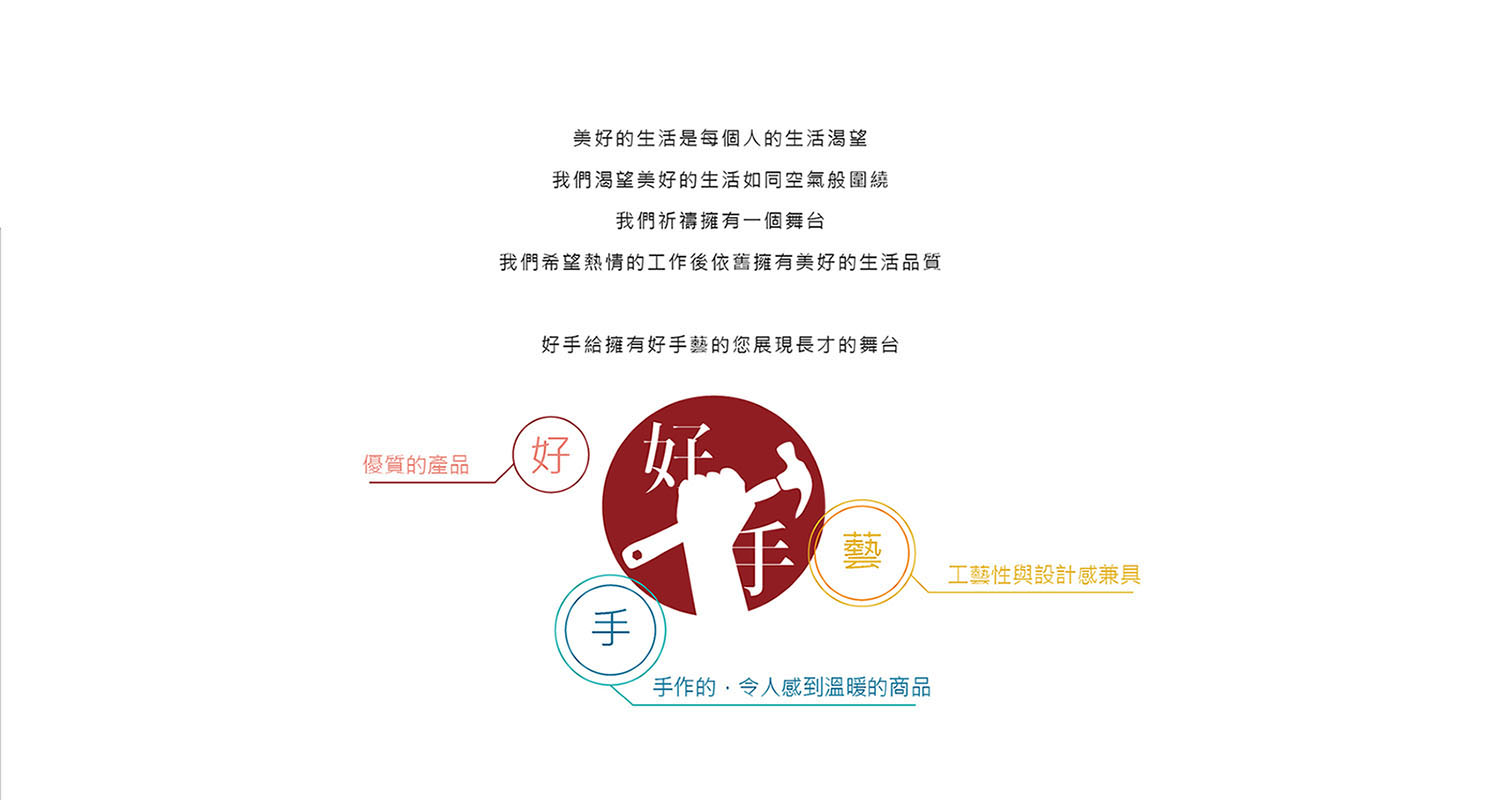 美好的生活是每個人的生活渴望
我們渴望美好的生活如同空氣般圍繞
我們祈禱擁有一個舞台
我們希望熱情的工作後依舊擁有美好的生活品質
好手給擁有好手藝的您展現長才的舞台
好
手
好
優質的產品
藝
工藝性與設計感兼具
手
手作的．令人感到溫暖的商品